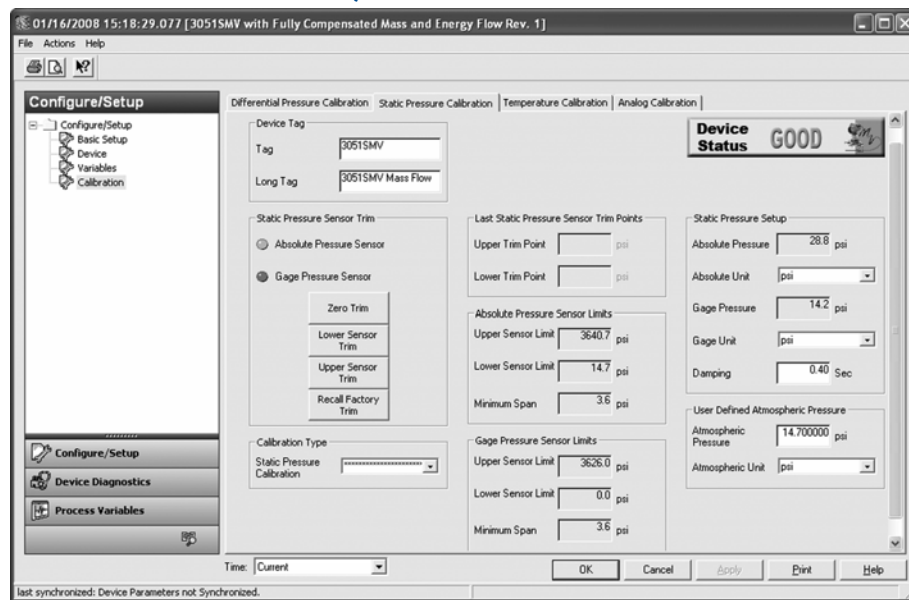 01/16/2008 15:18:29.077 [3051SMV with Fully Compensated Mass and Energy Flow Rev. 1]
File Actions Help
Configure/Setup
Configure/Setup
Basic Setup
Device
Variables
Calibration
Configure/Setup
Device Diagnostics
Process Variables
Differential Pressure Calibration Static Pressure Calibration Temperature Calibration Analog Calibration
Device Tag
Tag 3051SMV
Long Tag 3051SMV Mass Flow
Device Status GOOD
Static Pressure Sensor Trim
Absolute Pressure Sensor
Gage Pressure Sensor
Zero Trim
Lower Sensor Trim
Upper Sensor Trim
Recall Factory Trim
Calibration Type
Static Pressure Calibration
Last Static Pressure Sensor Trim Points
Upper Trim Point psi
Lower Trim Point psi
Absolute Pressure Sensor Limits
Upper Sensor Limit 3640.7 psi
Lower Sensor Limit 14.7 psi
Minimum Span 3.6 psi
Gage Pressure Sensor Limits
Upper Sensor Limit 3626.0 psi
Lower Sensor Limit 0.0 psi
Minimum Span 3.6 psi
Static Pressure Setup
Absolute Pressure 28.8 psi
Absolute Unit psi
Gage Pressure 14.2 psi
Gage Unit psi
Damping 0.40 Sec
User Defined Atmospheric Pressure
Atmospheric Pressure 14.700000 psi
Atmospheric Unit psi
Time: Current
OK Cancel Apply Print Help
last synchronized: Device Parameters not Synchronized.